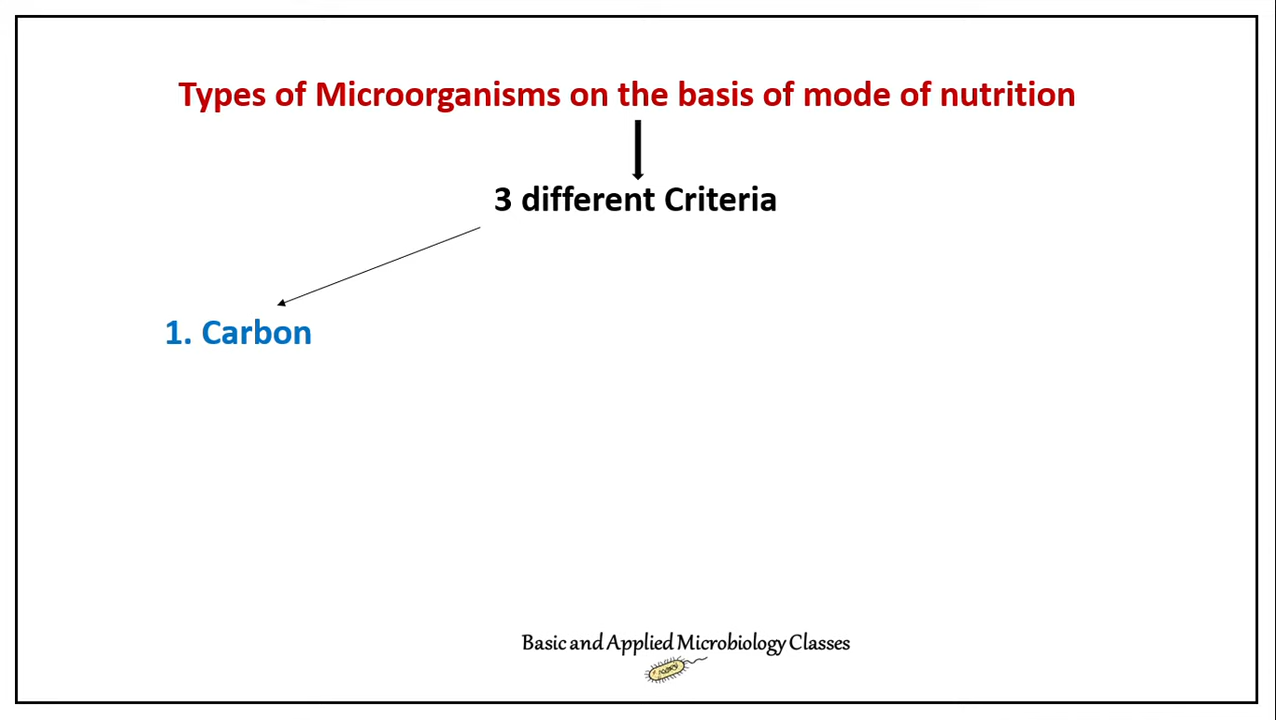 Types of Microorganisms on the basis of mode of nutrition
3 different Criteria
1. Carbon
Basic and Applied Microbiology Classes